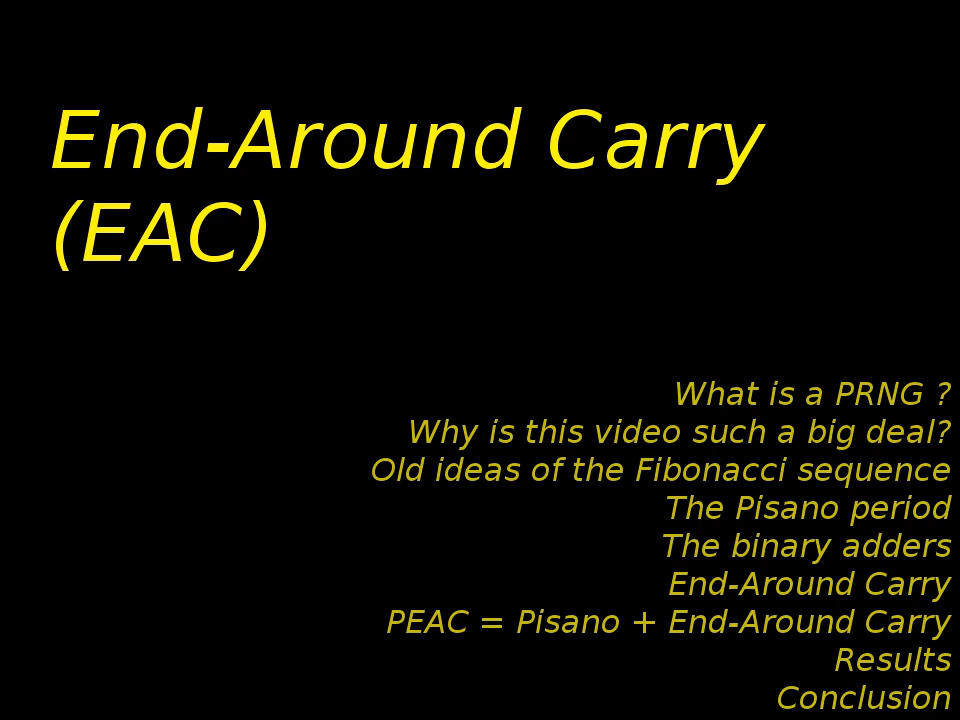 End-Around Carry
(EAC)
What is a PRNG ?
Why is this video such a big deal?
Old ideas of the Fibonacci sequence
The Pisano period
The binary adders
End-Around Carry
PEAC = Pisano + End-Around Carry
Results
Conclusion